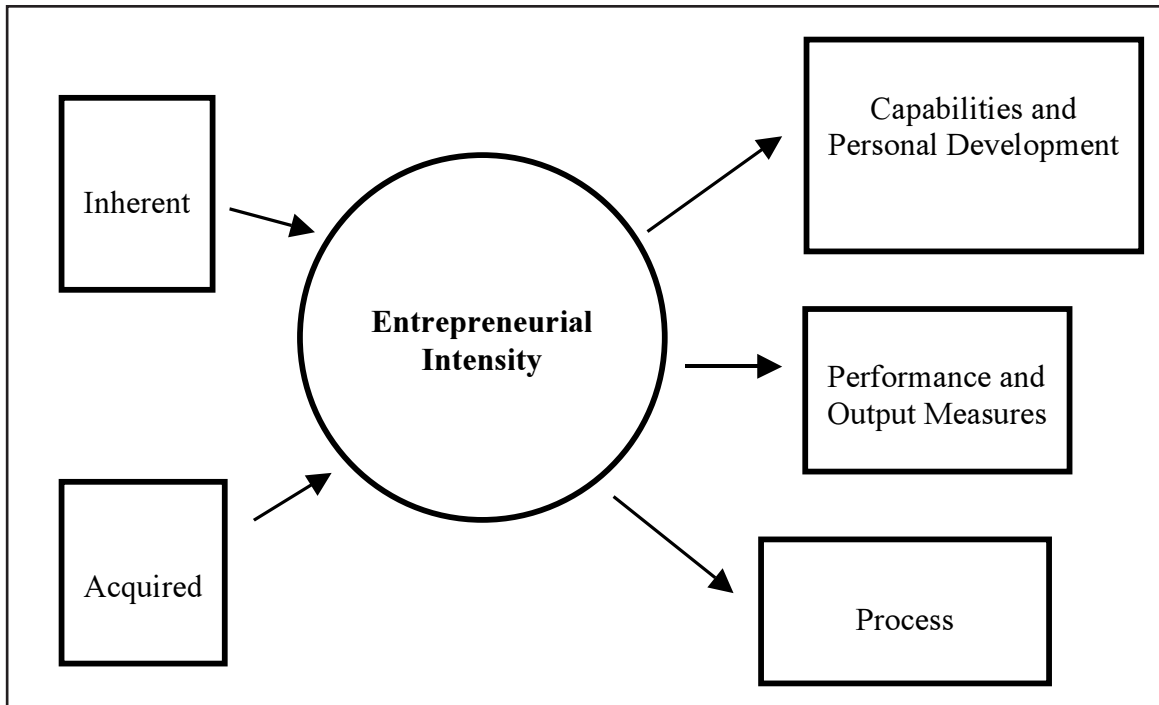 Inherent
Acquired
Entrepreneurial
Intensity
Capabilities and
Personal Development
Performance and
Output Measures
Process